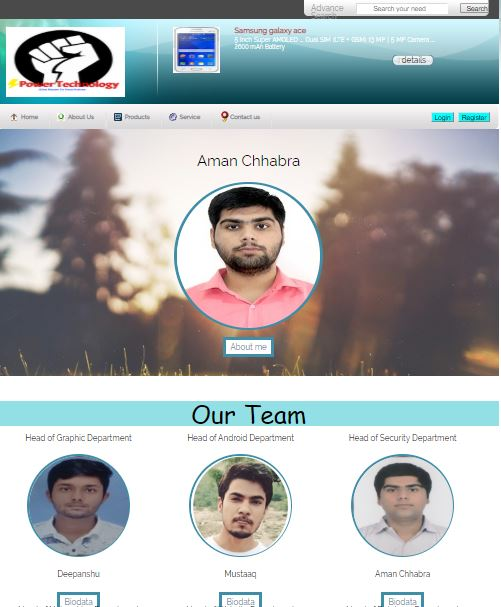 Advance Search
Search your need
Search
Power Technology
Samsung galaxy ace
5 Inch Super AMOLED ... Dual SIM (LTE + GSM) 13 MP | 5 MP Camera ...
2600 mAh Battery
details
Home
About Us
Products
Service
Contact us
Login
Register
Aman Chhabra
About me
Our Team
Head of Graphic Department
Head of Android Department
Head of Security Department
Deepanshu
Mustaaq
Aman Chhabra
Biodata
Biodata
Biodata